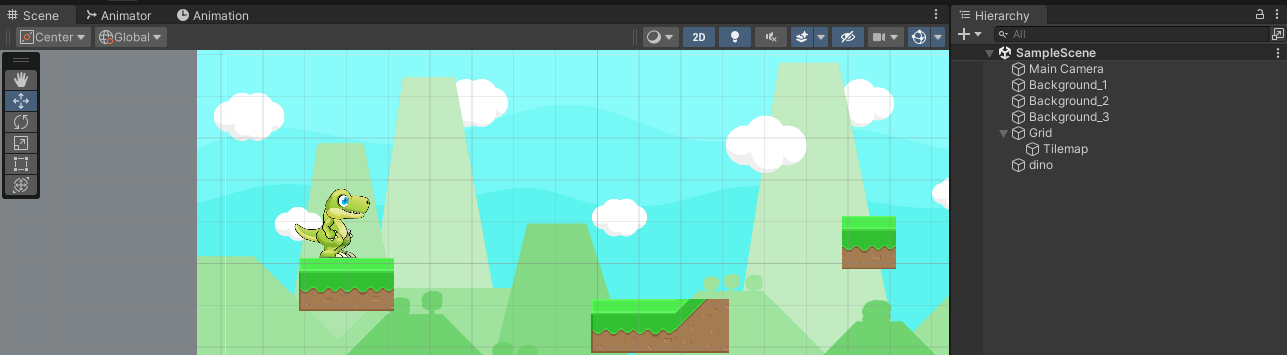 Scene Animator Animation
Hierarchy
Center Global 2D
All
SampleScene
Main Camera
Background_1
Background_2
Background_3
Grid
Tilemap
dino